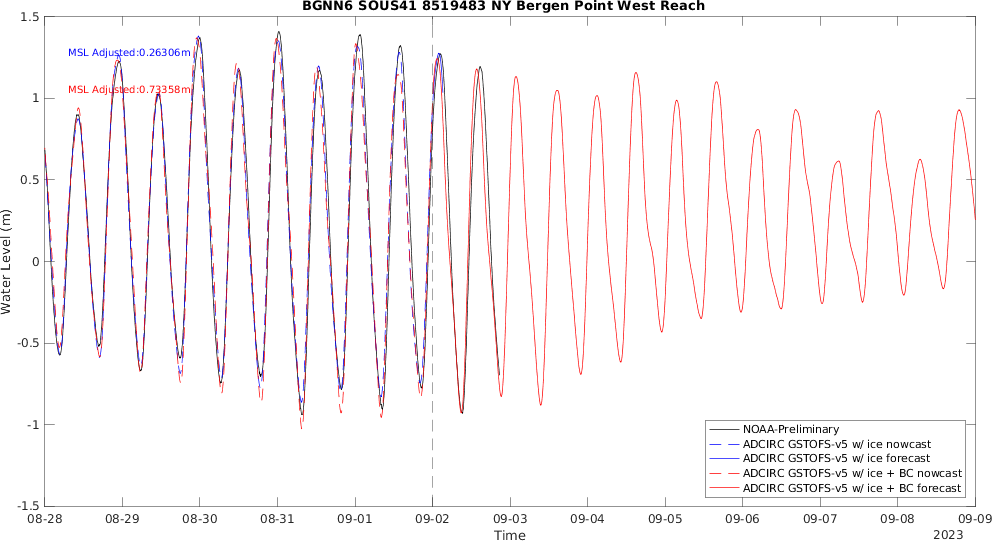 BGNN6 SOUS41 8519483 NY Bergen Point West Reach
MSL Adjusted:0.26306m
MSL Adjusted:0.73358m
Water Level (m)
1.5
1
0.5
0
-0.5
-1
-1.5
NOAA-Preliminary
ADCIRC GSTOFS-v5 w/ ice nowcast
ADCIRC GSTOFS-v5 w/ ice forecast
ADCIRC GSTOFS-v5 w/ ice + BC nowcast
ADCIRC GSTOFS-v5 w/ ice + BC forecast
08-28 08-29 08-30 08-31 09-01 09-02 09-03 09-04 09-05 09-06 09-07 09-08 09-09
Time
2023